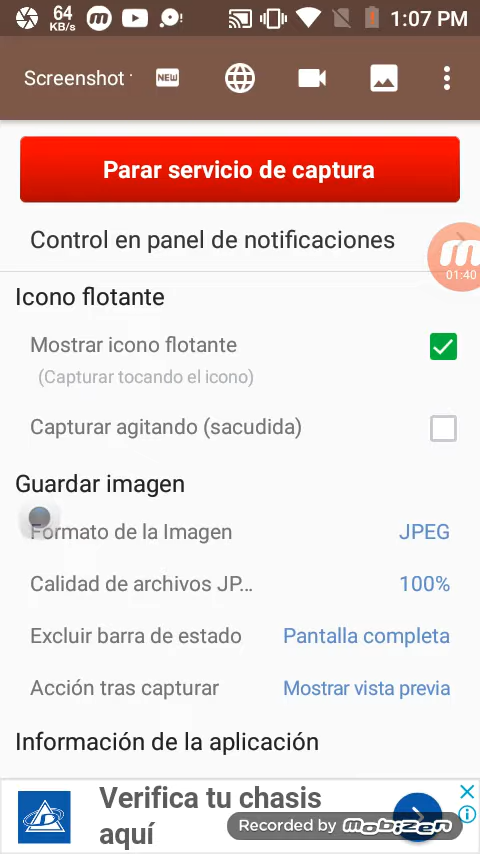 64
KB/s
1:07 PM
Screenshot
NEW
Parar servicio de captura
Control en panel de notificaciones
01:40
Icono flotante
Mostrar icono flotante
(Capturar tocando el icono)
Capturar agitando (sacudida)
Guardar imagen
Formato de la Imagen JPEG
Calidad de archivos JP... 100%
Excluir barra de estado Pantalla completa
Acción tras capturar Mostrar vista previa
Información de la aplicación
Verifica tu chasis
aquí
Recorded by mobizen